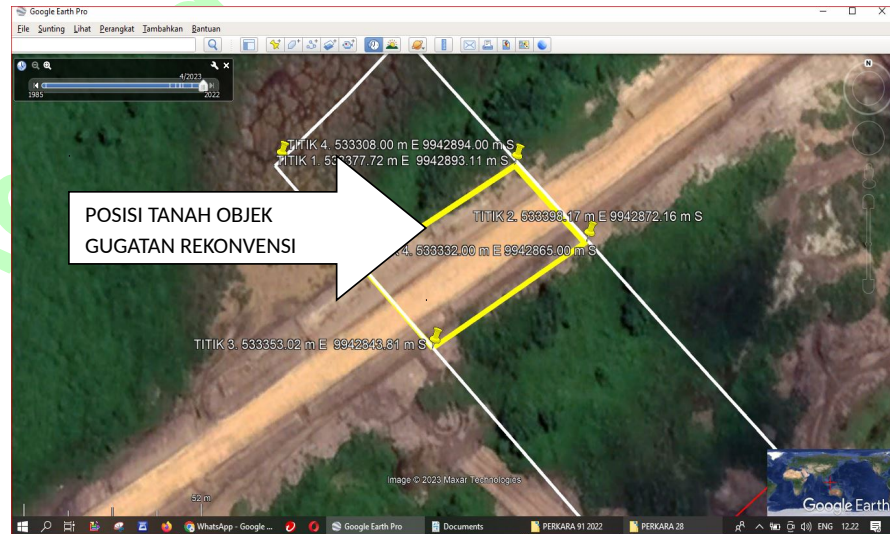 Google Earth Pro
File Sunting Lihat Perangkat Tambahkan Bantuan
4/2023
1985 2022
N
TITIK 4. 533308.00 m E 9942894.00 m S
TITIK 1. 533377.72 m E 9942893.11 m S
POSISI TANAH OBJEK
GUGATAN REKONVENSI
TITIK 2. 533398.17 m E 9942872.16 m S
4. 533332.00 m E 9942865.00 m S
TITIK 3. 533353.02 m E 9942843.81 m S
Image © 2023 Maxar Technologies
52 m
Google Earth
WhatsApp - Google ... Google Earth Pro Documents PERKARA 91 2022 PERKARA 28 ENG 12.22